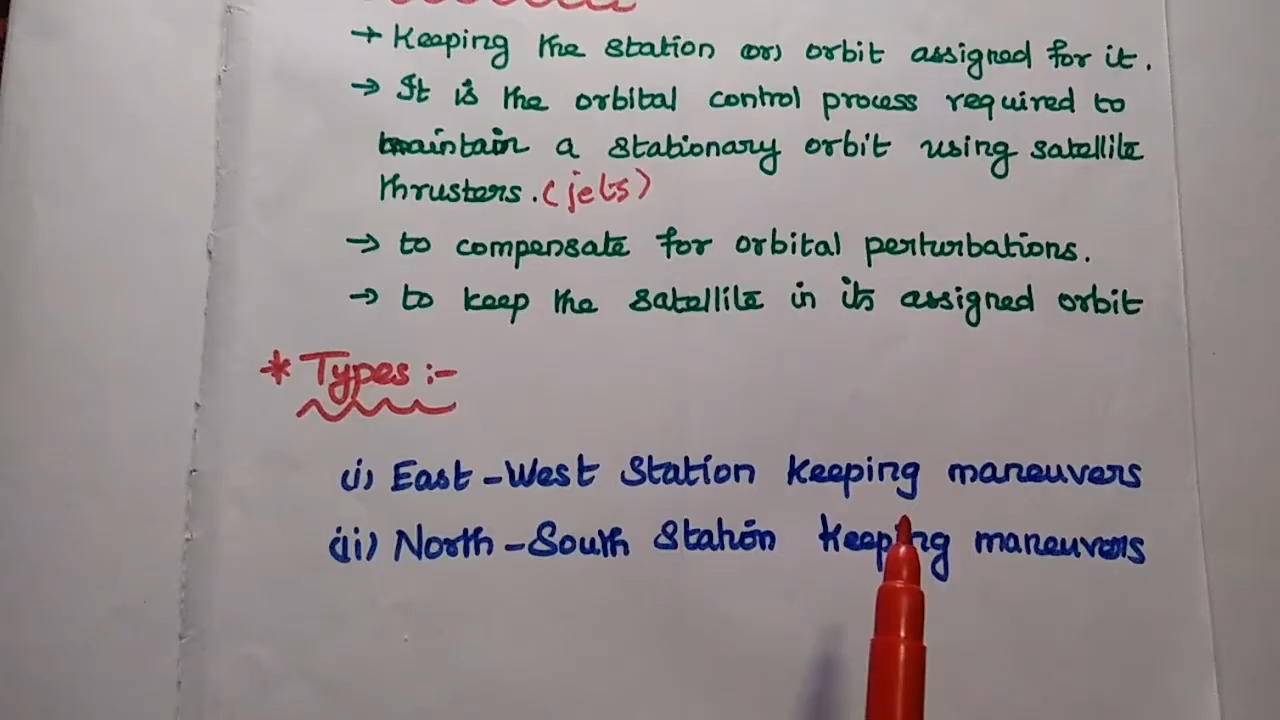 → Keeping the station (or) orbit assigned for it.
→ It is the orbital control process required to
maintain a stationary orbit using satellite
thrusters. (jets)
→ to compensate for orbital perturbations.
→ to keep the satellite in its assigned orbit
* Types :-
(i) East-West Station keeping maneuvers
(ii) North-South Station keeping maneuvers